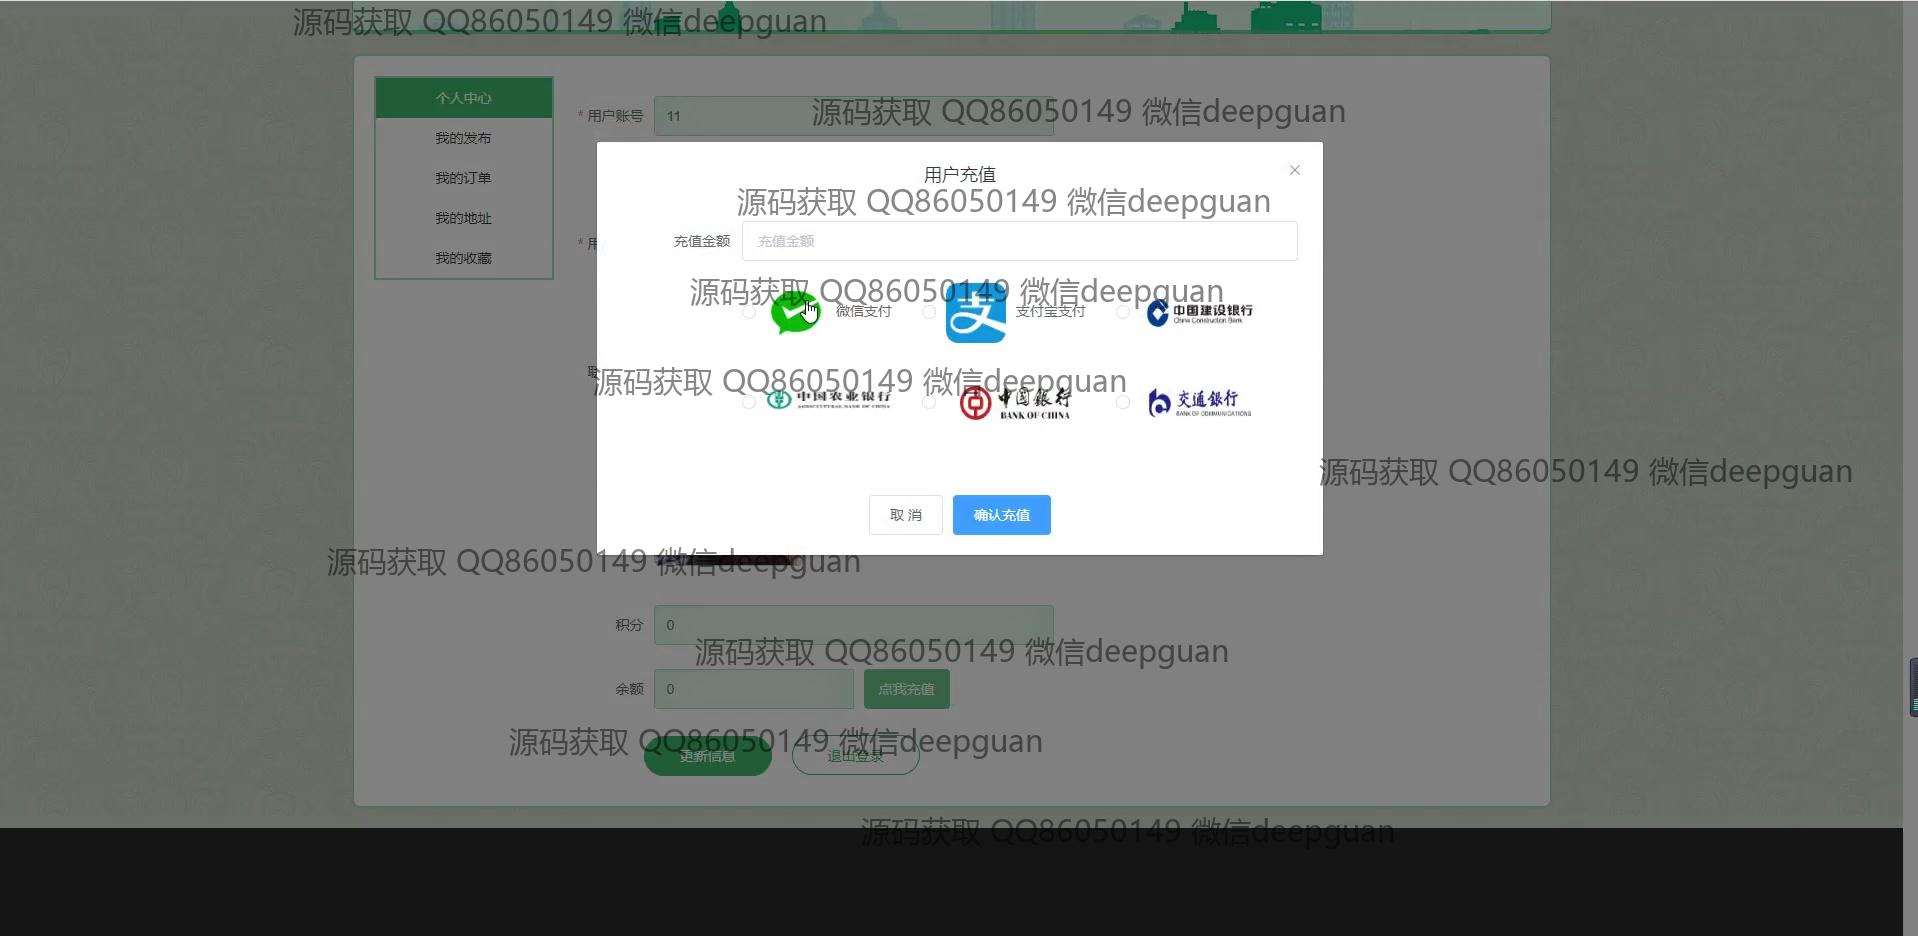 源码获取 QQ86050149 微信deepguan
个人中心
我的发布
我的订单
我的地址
我的收藏
* 用户账号 11
源码获取 QQ86050149 微信deepguan
用户充值
源码获取 QQ86050149 微信deepguan
* 用
充值金额 充值金额
源码获取 QQ86050149 微信deepguan
微信支付
支付宝支付
中国建设银行
China Construction Bank
源码获取 QQ86050149 微信deepguan
中国农业银行
AGRICULTURAL BANK OF CHINA
中国银行
BANK OF CHINA
交通銀行
BANK OF COMMUNICATIONS
源码获取 QQ86050149 微信deepguan
取 消
确认充值
源码获取 QQ86050149 微信deepguan
积分 0
源码获取 QQ86050149 微信deepguan
余额 0 点我充值
源码获取 QQ86050149 微信deepguan
更新信息
退出登录
源码获取 QQ86050149 微信deepguan